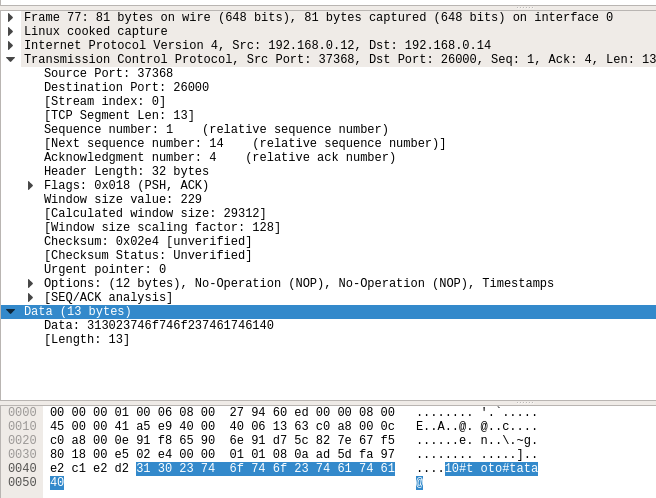 Frame 77: 81 bytes on wire (648 bits), 81 bytes captured (648 bits) on interface 0
Linux cooked capture
Internet Protocol Version 4, Src: 192.168.0.12, Dst: 192.168.0.14
Transmission Control Protocol, Src Port: 37368, Dst Port: 26000, Seq: 1, Ack: 4, Len: 13
Source Port: 37368
Destination Port: 26000
[Stream index: 0]
[TCP Segment Len: 13]
Sequence number: 1    (relative sequence number)
[Next sequence number: 14    (relative sequence number)]
Acknowledgment number: 4    (relative ack number)
Header Length: 32 bytes
Flags: 0x018 (PSH, ACK)
Window size value: 229
[Calculated window size: 29312]
[Window size scaling factor: 128]
Checksum: 0x02e4 [unverified]
[Checksum Status: Unverified]
Urgent pointer: 0
Options: (12 bytes), No-Operation (NOP), No-Operation (NOP), Timestamps
[SEQ/ACK analysis]
Data (13 bytes)
Data: 313023746f746f237461746140
[Length: 13]
0000 00 00 00 01 00 06 08 00  27 94 60 ed 00 00 08 00   ........ '.`.....
0010 45 00 00 41 a5 e9 40 00  40 06 13 63 c0 a8 00 0c   E..A..@. @..c....
0020 c0 a8 00 0e 91 f8 65 90  6e 91 d7 5c 82 7e 67 f5   ......e. n..\.~g.
0030 80 18 00 e5 02 e4 00 00  01 01 08 0a ad 5d fa 97   ........ .....]..
0040 e2 c1 e2 d2 31 30 23 74  6f 74 6f 23 74 61 74 61   ....10#t oto#tata
0050 40   @